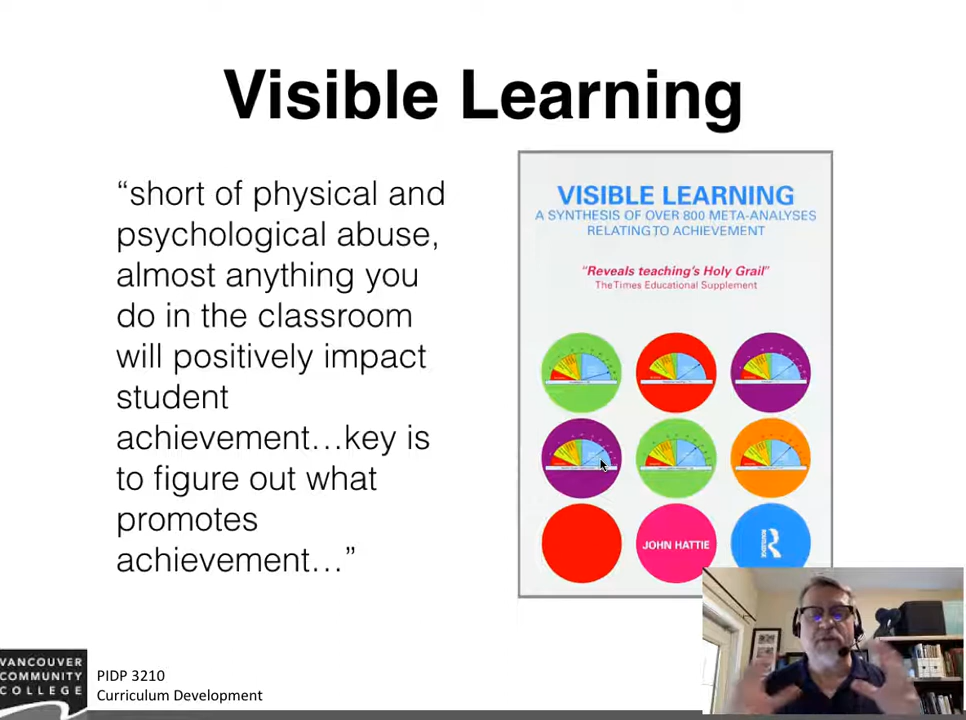 Visible Learning
“short of physical and
psychological abuse,
almost anything you
do in the classroom
will positively impact
student
achievement…key is
to figure out what
promotes
achievement…”
VISIBLE LEARNING
A SYNTHESIS OF OVER 800 META-ANALYSES
RELATING TO ACHIEVEMENT
“Reveals teaching's Holy Grail”
The Times Educational Supplement
JOHN HATTIE
VANCOUVER
COMMUNITY
COLLEGE
PIDP 3210
Curriculum Development